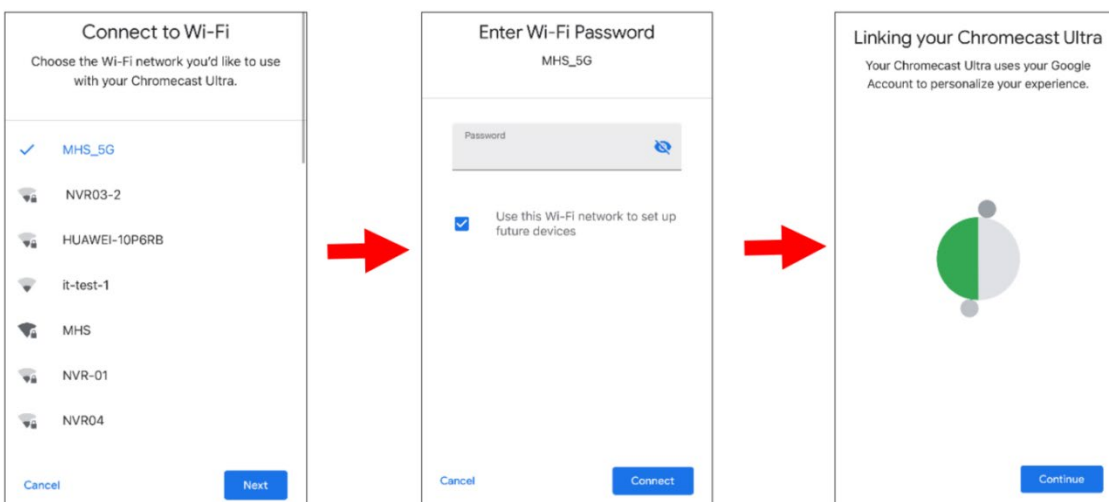 Connect to Wi-Fi
Choose the Wi-Fi network you'd like to use
with your Chromecast Ultra.
MHS_5G
NVR03-2
HUAWEI-10P6RB
it-test-1
MHS
NVR-01
NVR04
Cancel
Next
Enter Wi-Fi Password
MHS_5G
Password
Use this Wi-Fi network to set up
future devices
Cancel
Connect
Linking your Chromecast Ultra
Your Chromecast Ultra uses your Google
Account to personalize your experience.
Continue